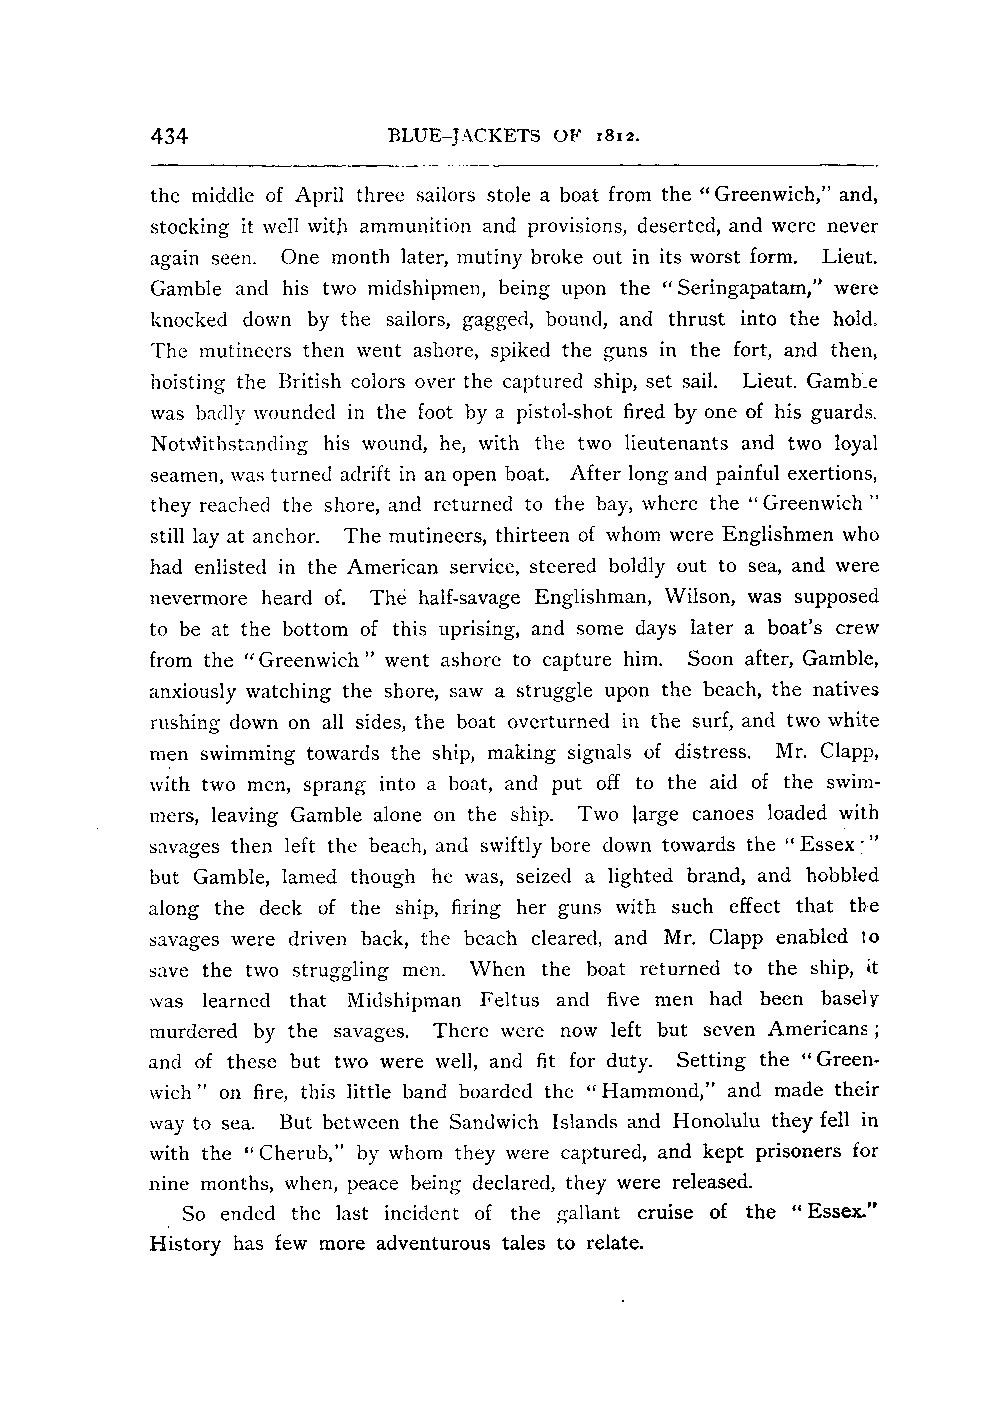 434 BLUE-JACKETS OF 1812.
the middle of April three sailors stole a boat from the "Greenwich," and,
stocking it well with ammunition and provisions, deserted, and were never
again seen. One month later, mutiny broke out in its worst form. Lieut.
Gamble and his two midshipmen, being upon the "Seringapatam," were
knocked down by the sailors, gagged, bound, and thrust into the hold.
The mutineers then went ashore, spiked the guns in the fort, and then,
hoisting the British colors over the captured ship, set sail. Lieut. Gamble
was badly wounded in the foot by a pistol-shot fired by one of his guards.
Notwithstanding his wound, he, with the two lieutenants and two loyal
seamen, was turned adrift in an open boat. After long and painful exertions,
they reached the shore, and returned to the bay, where the "Greenwich"
still lay at anchor. The mutineers, thirteen of whom were Englishmen who
had enlisted in the American service, steered boldly out to sea, and were
nevermore heard of. The half-savage Englishman, Wilson, was supposed
to be at the bottom of this uprising, and some days later a boat's crew
from the "Greenwich" went ashore to capture him. Soon after, Gamble,
anxiously watching the shore, saw a struggle upon the beach, the natives
rushing down on all sides, the boat overturned in the surf, and two white
men swimming towards the ship, making signals of distress. Mr. Clapp,
with two men, sprang into a boat, and put off to the aid of the swim-
mers, leaving Gamble alone on the ship. Two large canoes loaded with
savages then left the beach, and swiftly bore down towards the "Essex;"
but Gamble, lamed though he was, seized a lighted brand, and hobbled
along the deck of the ship, firing her guns with such effect that the
savages were driven back, the beach cleared, and Mr. Clapp enabled to
save the two struggling men. When the boat returned to the ship, it
was learned that Midshipman Feltus and five men had been basely
murdered by the savages. There were now left but seven Americans;
and of these but two were well, and fit for duty. Setting the "Green-
wich" on fire, this little band boarded the "Hammond," and made their
way to sea. But between the Sandwich Islands and Honolulu they fell in
with the "Cherub," by whom they were captured, and kept prisoners for
nine months, when, peace being declared, they were released.
So ended the last incident of the gallant cruise of the "Essex."
History has few more adventurous tales to relate.